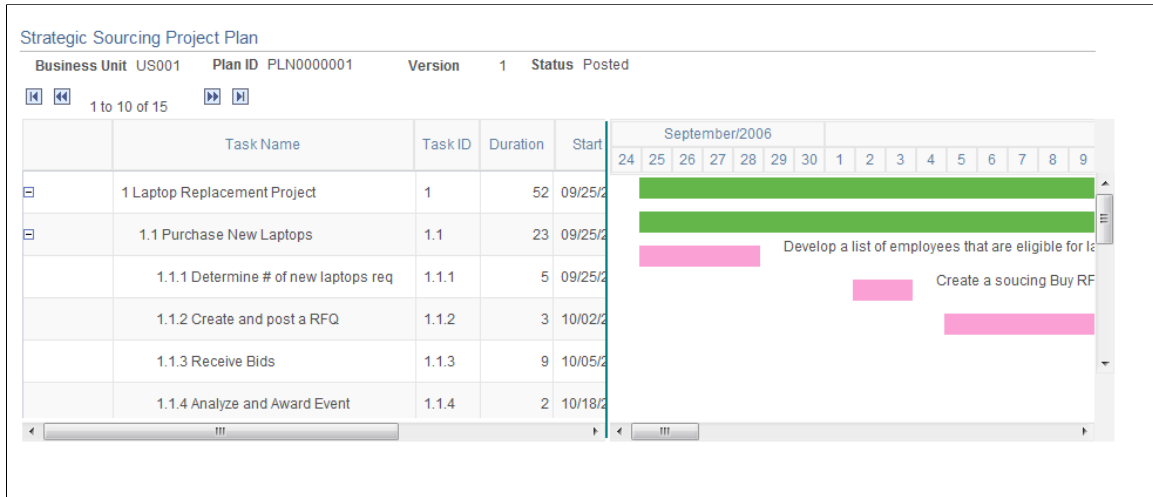 Strategic Sourcing Project Plan
Business Unit US001 Plan ID PLN0000001 Version 1 Status Posted
1 to 10 of 15
Task Name Task ID Duration Start
September/2006
24 25 26 27 28 29 30 1 2 3 4 5 6 7 8 9
1 Laptop Replacement Project 1 52 09/25/2
1.1 Purchase New Laptops 1.1 23 09/25/2
Develop a list of employees that are eligible for la
1.1.1 Determine # of new laptops req 1.1.1 5 09/25/2
Create a soucing Buy RF
1.1.2 Create and post a RFQ 1.1.2 3 10/02/2
1.1.3 Receive Bids 1.1.3 9 10/05/2
1.1.4 Analyze and Award Event 1.1.4 2 10/18/2